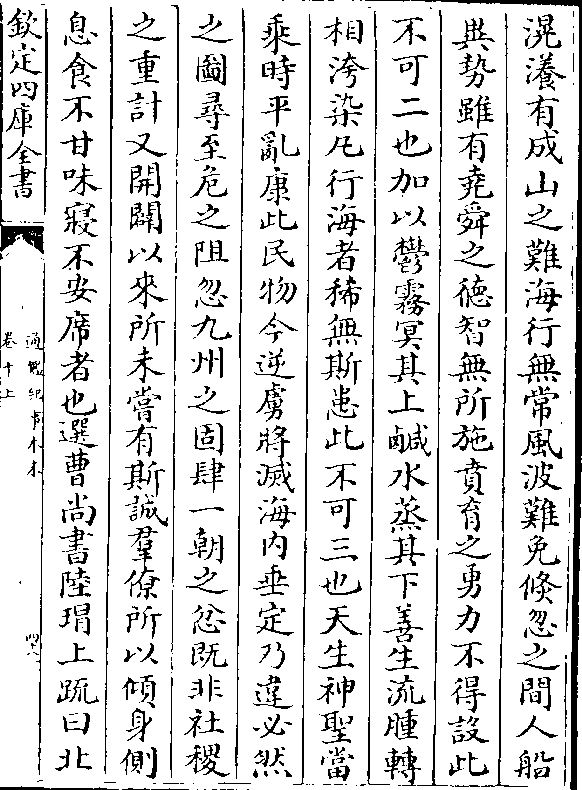 滉瀁有成山之難海行無常風波難免倏忽之間人船
異勢雖有堯舜之德智無所施賁育之勇力不得設此
不可二也加以鬱霧冥其上鹹水蒸其下善生流腫轉
相洿染凡行海者稀無斯患此不可三也天生神聖當
乘時平亂康此民物今逆虜將滅海内垂定乃違必然
之圖尋至危之阻忽九州之固肆一朝之忿既非社稷
之重計又開闢以來所未嘗有斯誠羣僚所以傾身側
息食不甘味寢不安席者也選曹尚書陸瑁上疏曰北
欽定四庫全書
通鑑紀事本末
卷十上
四八